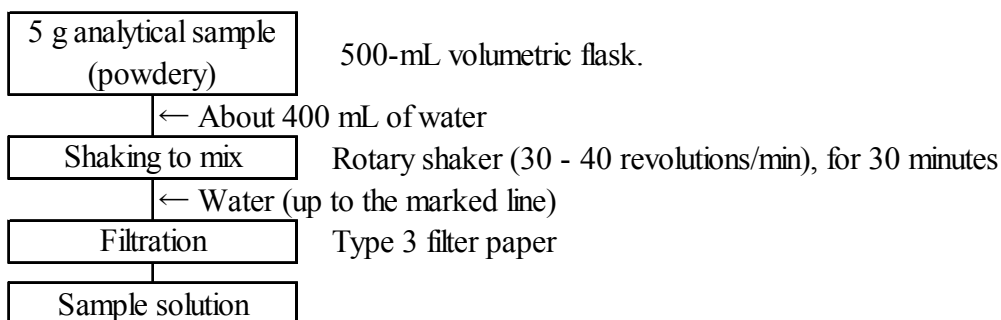 5 g analytical sample
(powdery)
500-mL volumetric flask.
← About 400 mL of water
Shaking to mix
Rotary shaker (30 - 40 revolutions/min), for 30 minutes
← Water (up to the marked line)
Filtration
Type 3 filter paper
Sample solution